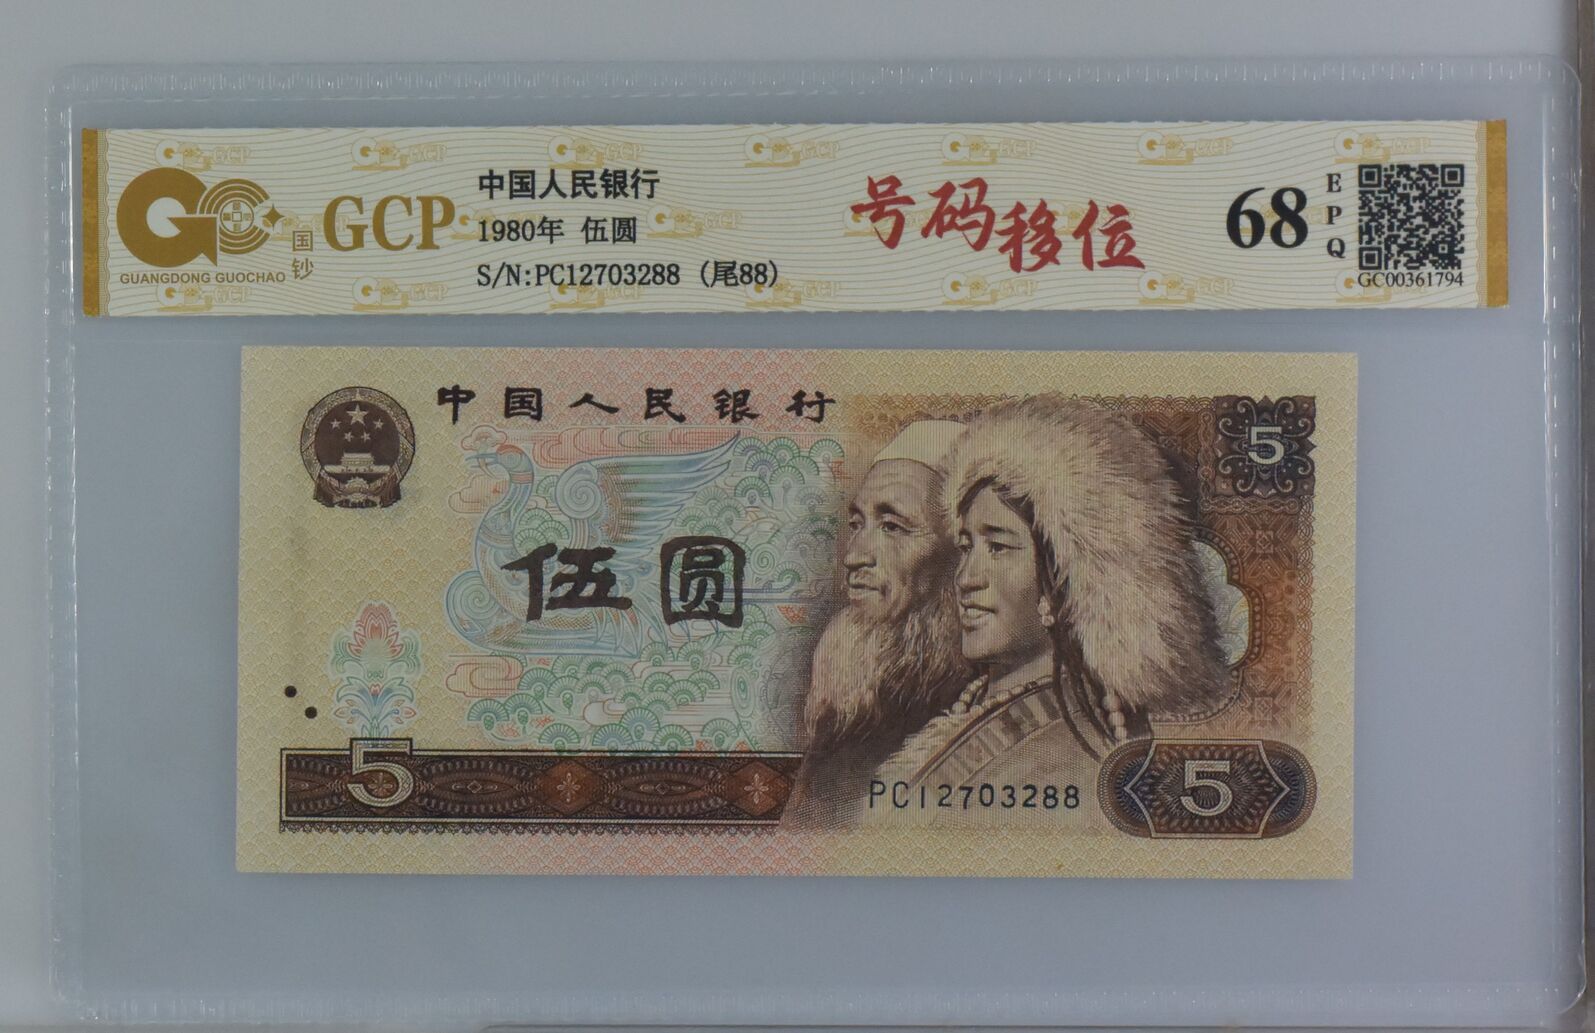 国钞
GCP
GUANGDONG GUOCHAO
中国人民银行
1980年 伍圆
S/N:PC12703288 (尾88)
号码移位
68
EPQ
GC00361794
中国人民银行
5
伍圆
5
PC12703288
5